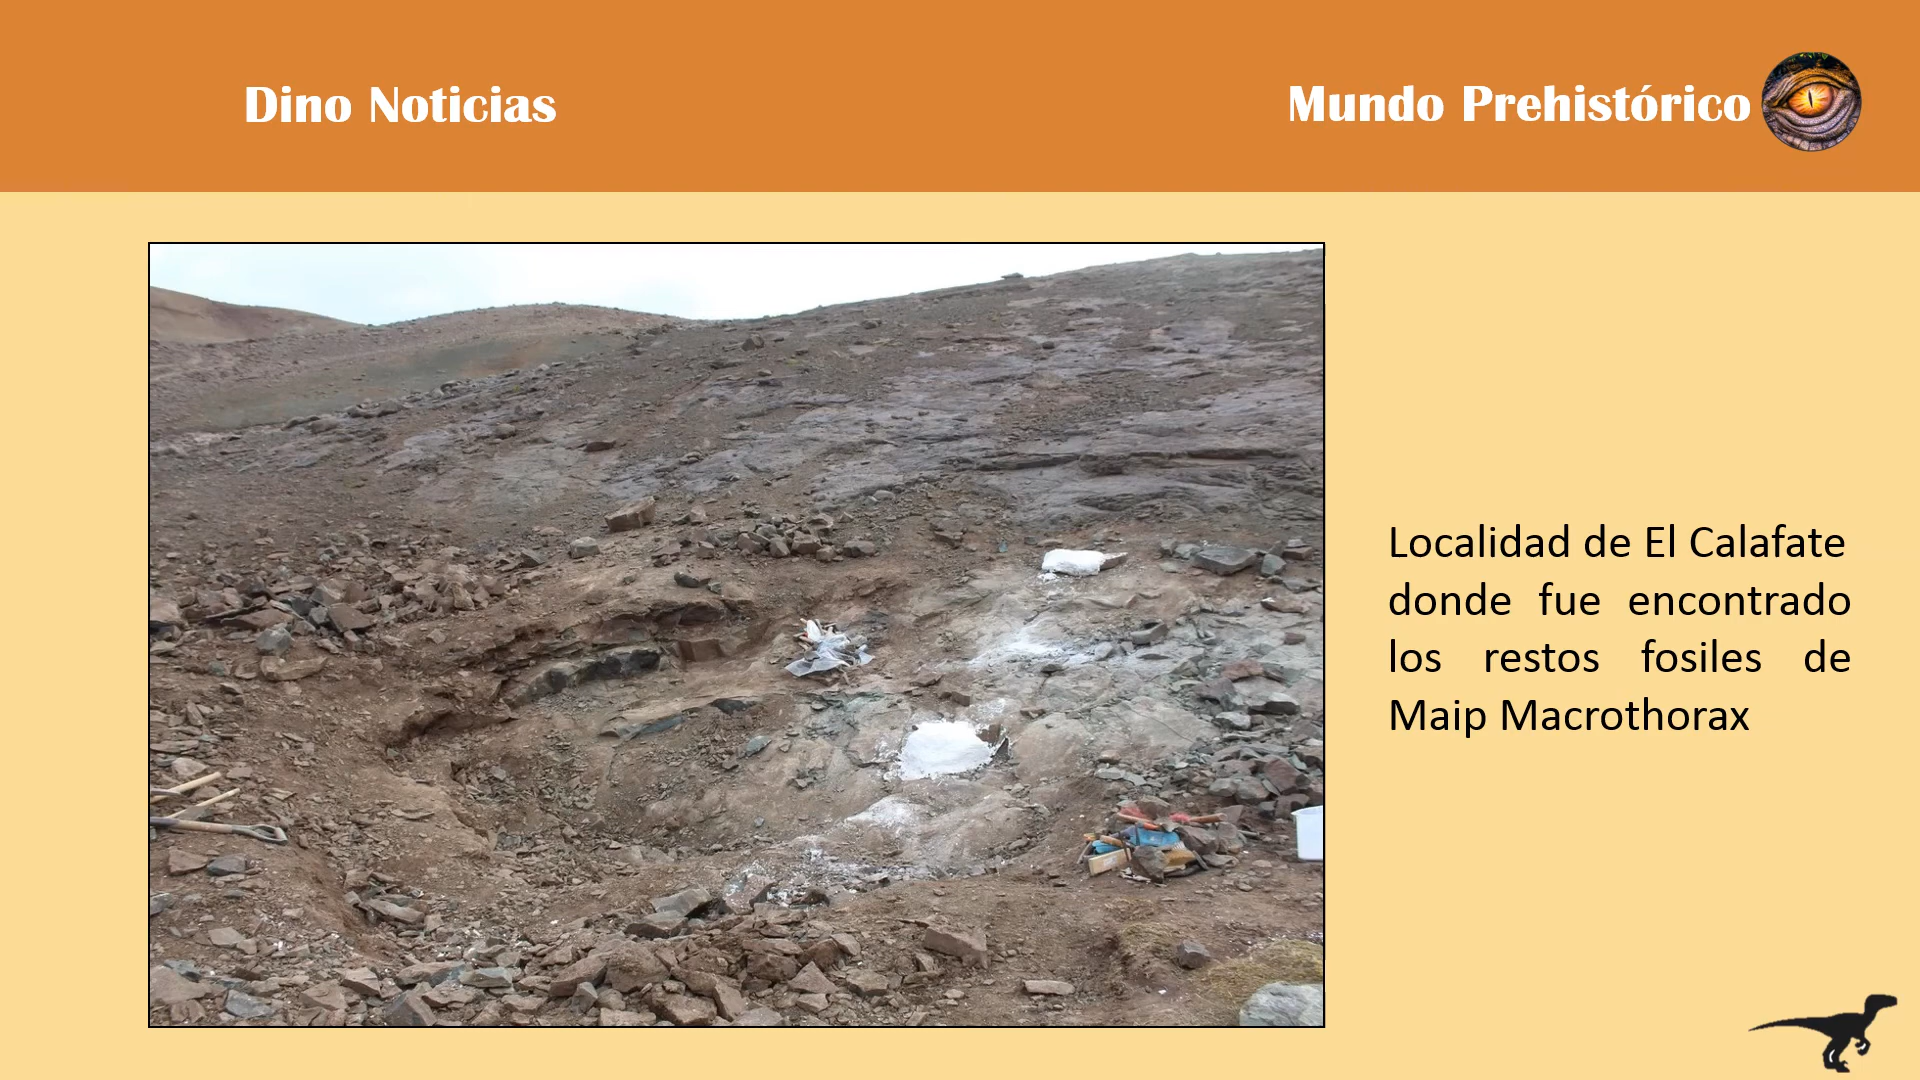 Dino Noticias
Mundo Prehistórico
Localidad de El Calafate
donde fue encontrado
los restos fosiles de
Maip Macrothorax